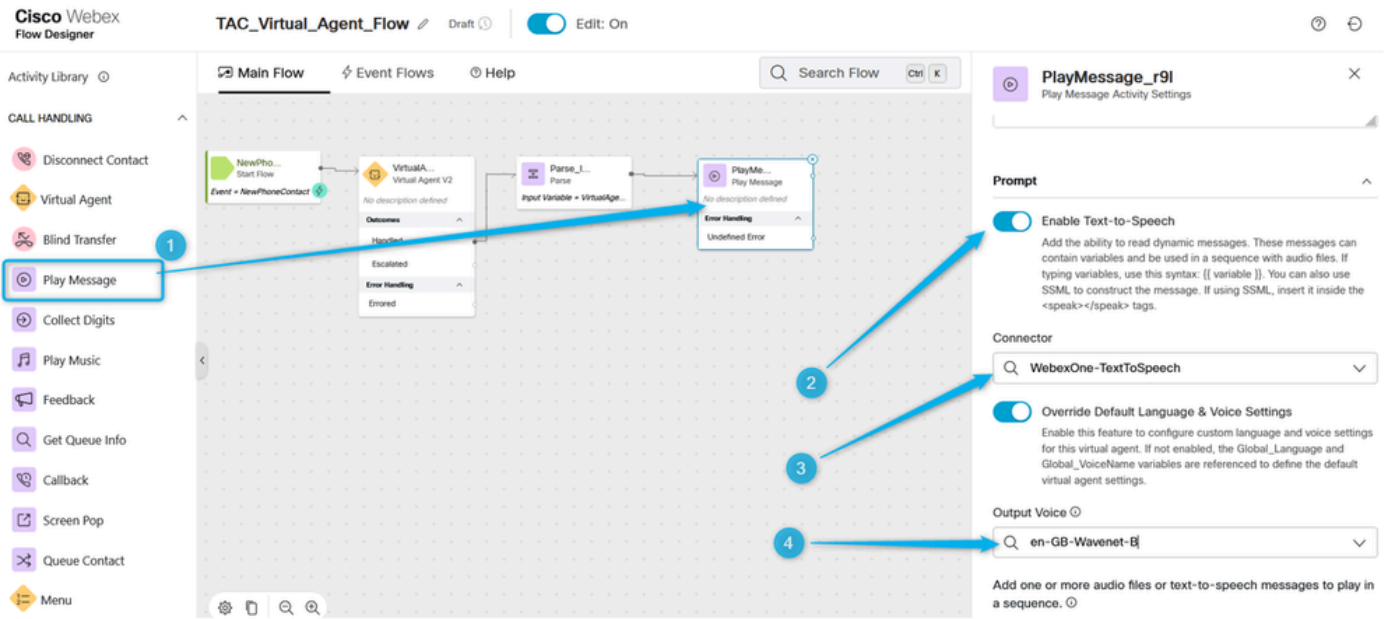 Cisco Webex
Flow Designer
TAC_Virtual_Agent_Flow
Draft
Edit: On
Activity Library
CALL HANDLING
Disconnect Contact
Virtual Agent
Blind Transfer
Play Message
Collect Digits
Play Music
Feedback
Get Queue Info
Callback
Screen Pop
Queue Contact
Menu
Main Flow
Event Flows
Help
Search Flow
Ctrl K
1
NewPho...
Start Flow
Event = NewPhoneContact
VirtualA...
Virtual Agent V2
No description defined
Outcomes
Handled
Escalated
Error Handling
Errored
Parse_I...
Parse
Input Variable = VirtualAge...
PlayMe...
Play Message
No description defined
Error Handling
Undefined Error
2
3
4
PlayMessage_r9l
Play Message Activity Settings
Prompt
Enable Text-to-Speech
Add the ability to read dynamic messages. These messages can
contain variables and be used in a sequence with audio files. If
typing variables, use this syntax: {{ variable }}. You can also use
SSML to construct the message. If using SSML, insert it inside the
<speak></speak> tags.
Connector
WebexOne-TextToSpeech
Override Default Language & Voice Settings
Enable this feature to configure custom language and voice settings
for this virtual agent. If not enabled, the Global_Language and
Global_VoiceName variables are referenced to define the default
virtual agent settings.
Output Voice
en-GB-Wavenet-B
Add one or more audio files or text-to-speech messages to play in
a sequence.